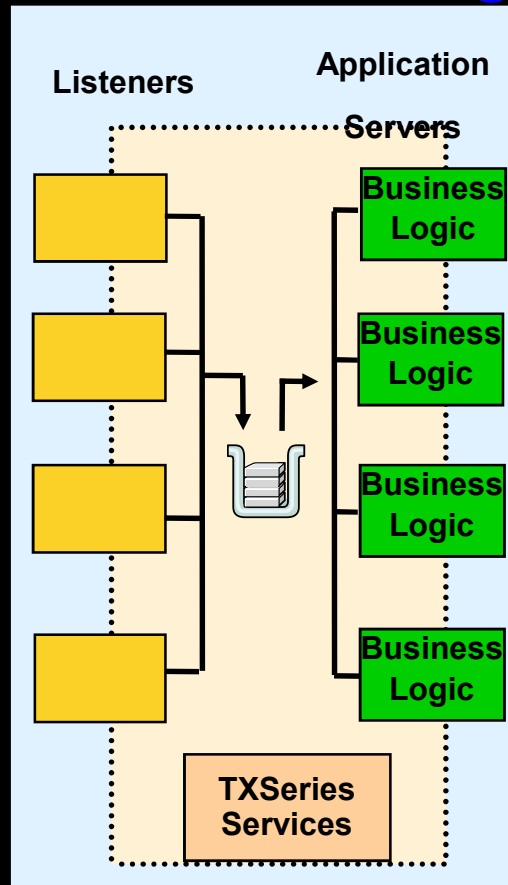 Listeners
Application
Servers
Business
Logic
Business
Logic
Business
Logic
Business
Logic
TXSeries
Services